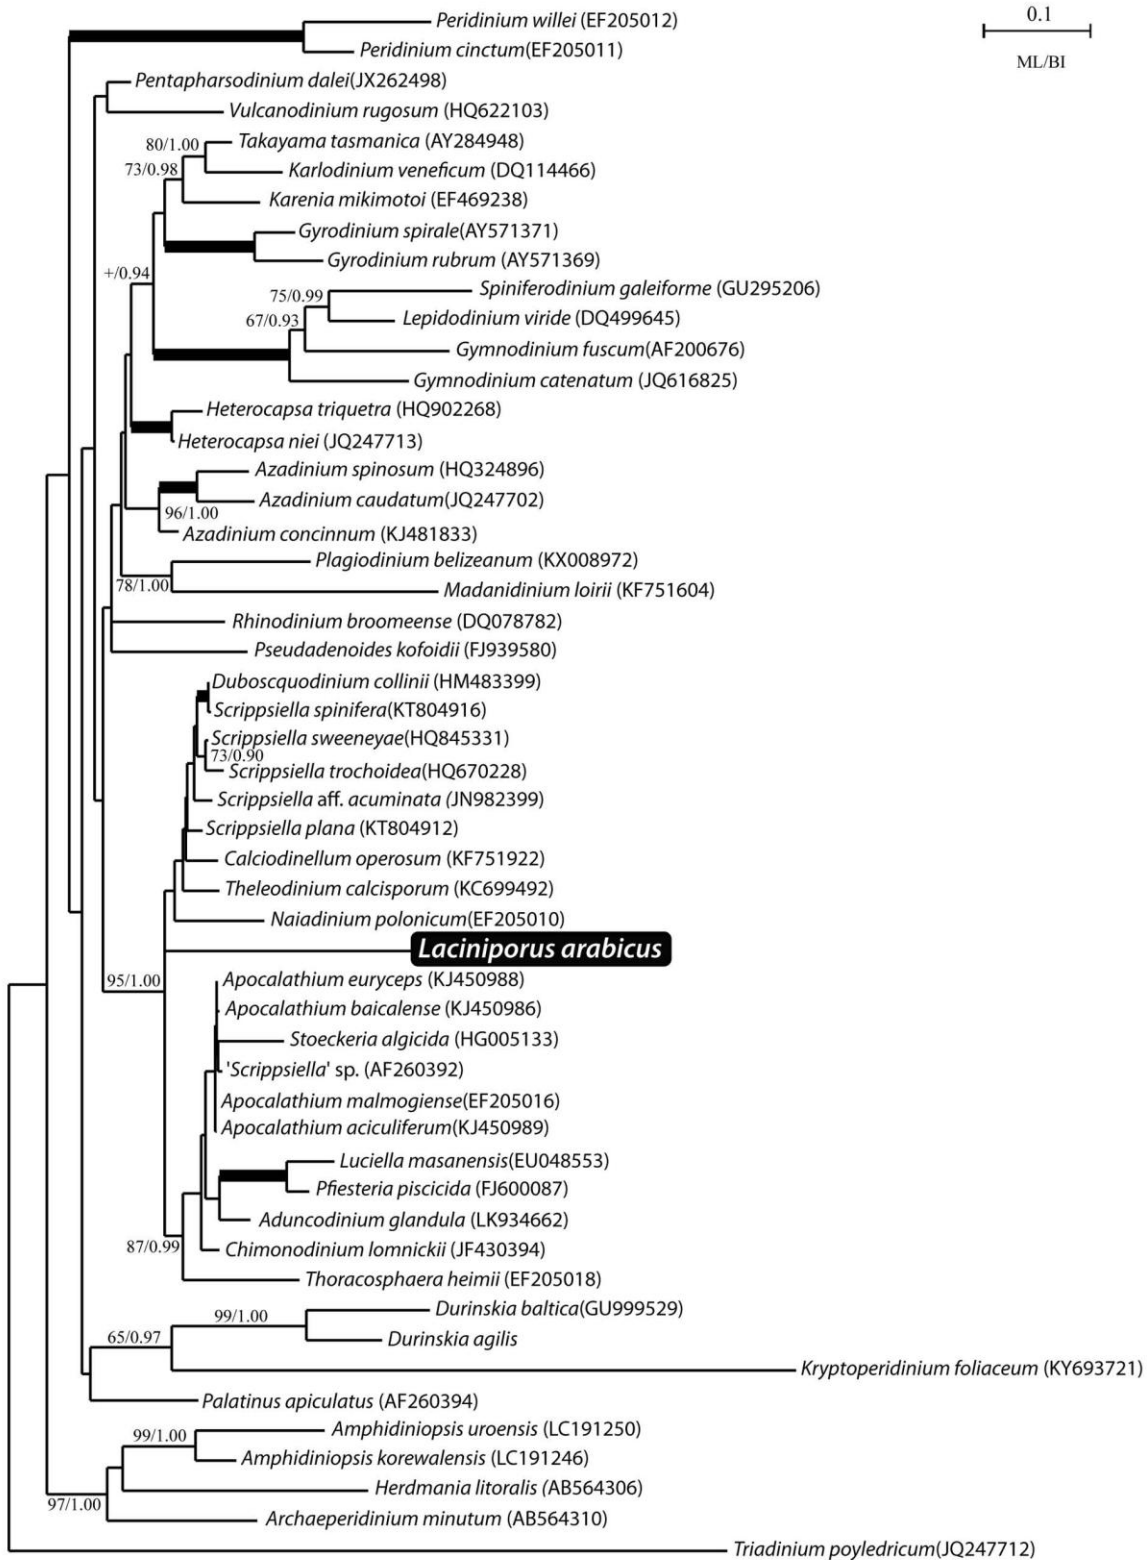 Peridinium willei (EF205012)
0.1
Peridinium cinctum(EF205011)
ML/BI
Pentapharsodinium dalei(JX262498)
Vulcanodinium rugosum (HQ622103)
80/1.00
Takayama tasmanica (AY284948)
73/0.98
Karlodinium veneficum (DQ114466)
Karenia mikimotoi (EF469238)
Gyrodinium spirale(AY571371)
Gyrodinium rubrum (AY571369)
+/0.94
Spiniferodinium galeiforme (GU295206)
75/0.99
Lepidodinium viride (DQ499645)
67/0.93
Gymnodinium fuscum(AF200676)
Gymnodinium catenatum (JQ616825)
Heterocapsa triquetra (HQ902268)
Heterocapsa niei (JQ247713)
Azadinium spinosum (HQ324896)
Azadinium caudatum(JQ247702)
96/1.00
Azadinium concinnum (KJ481833)
Plagiodinium belizeanum (KX008972)
78/1.00
Madanidinium loirii (KF751604)
Rhinodinium broomeense (DQ078782)
Pseudadenoides kofoidii (FJ939580)
Duboscquodinium collinii (HM483399)
Scrippsiella spinifera(KT804916)
Scrippsiella sweeneyae(HQ845331)
73/0.90
Scrippsiella trochoidea(HQ670228)
Scrippsiella aff. acuminata (JN982399)
Scrippsiella plana (KT804912)
Calciodinellum operosum (KF751922)
Theleodinium calcisporum (KC699492)
Naiadinium polonicum(EF205010)
Laciniporus arabicus
95/1.00
Apocalathium euryceps (KJ450988)
Apocalathium baicalense (KJ450986)
Stoeckeria algicida (HG005133)
'Scrippsiella' sp. (AF260392)
Apocalathium malmogiense(EF205016)
Apocalathium aciculiferum(KJ450989)
Luciella masanensis(EU048553)
Pfiesteria piscicida (FJ600087)
Aduncodinium glandula (LK934662)
87/0.99
Chimonodinium lomnickii (JF430394)
Thoracosphaera heimii (EF205018)
Durinskia baltica(GU999529)
99/1.00
65/0.97
Durinskia agilis
Kryptoperidinium foliaceum (KY693721)
Palatinus apiculatus (AF260394)
Amphidiniopsis uroensis (LC191250)
99/1.00
Amphidiniopsis korewalensis (LC191246)
Herdmania litoralis (AB564306)
97/1.00
Archaeperidinium minutum (AB564310)
Triadinium poyledricum(JQ247712)